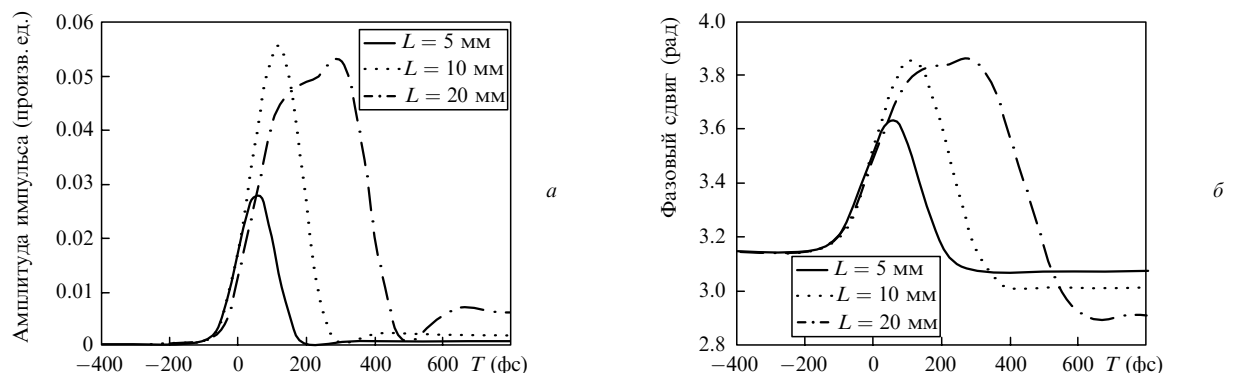 Амплитуда импульса (произв. ед.)
0.06
0.05
0.04
0.03
0.02
0.01
0
L = 5 мм
L = 10 мм
L = 20 мм
−400 −200 0 200 400 600 T (фс)
а
Фазовый сдвиг (рад)
4.0
3.8
3.6
3.4
3.2
3.0
2.8
L = 5 мм
L = 10 мм
L = 20 мм
−400 −200 0 200 400 600 T (фс)
б